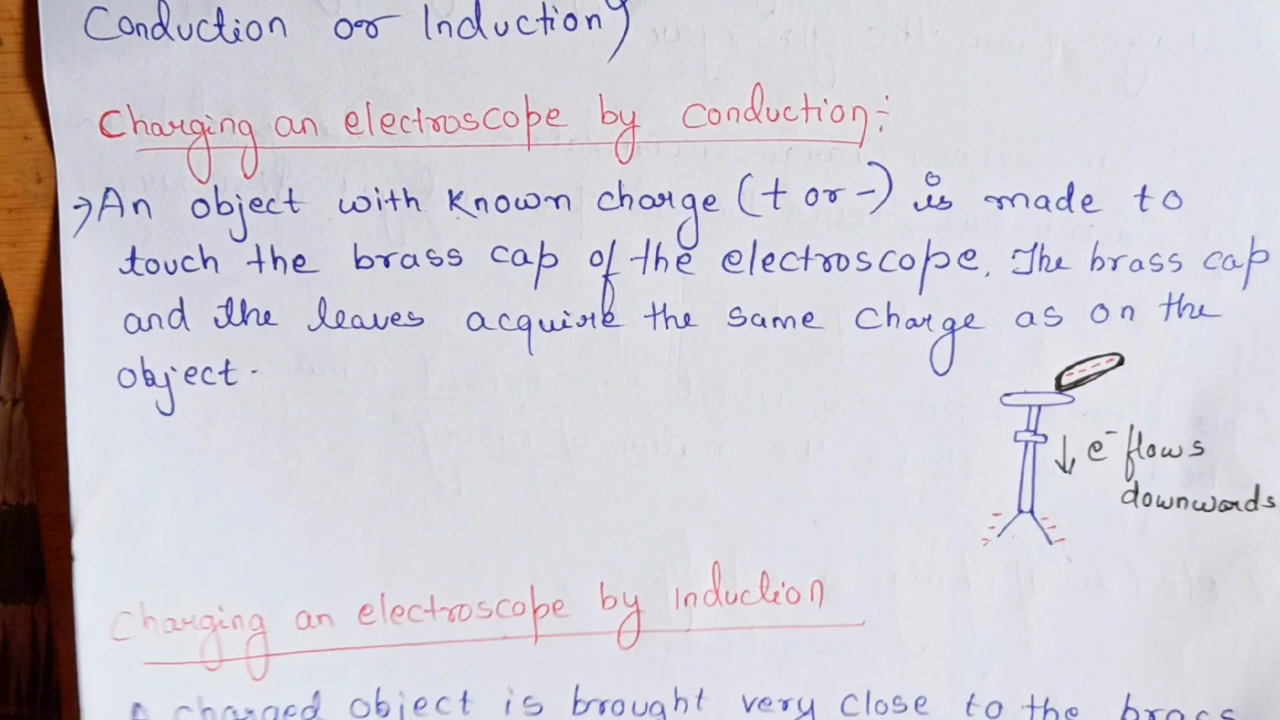 Conduction or Induction)
Charging an electroscope by conduction:
→ An object with known charge (+ or -) is made to
touch the brass cap of the electroscope. The brass cap
and the leaves acquire the same charge as on the
object.
e⁻ flows
downwards
Charging an electroscope by Induction
A charged object is brought very close to the brass